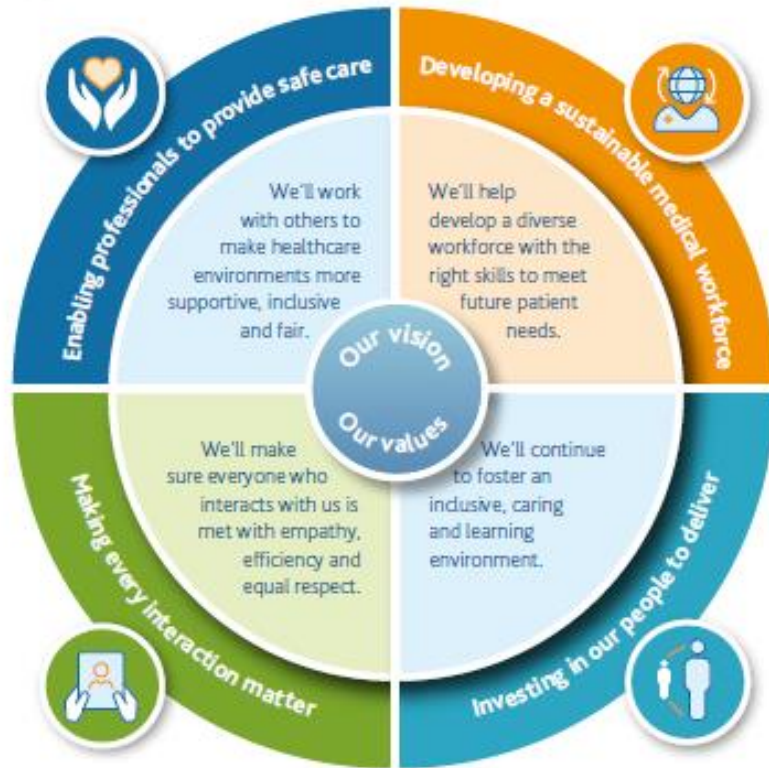 Enabling professionals to provide safe care
We'll work
with others to
make healthcare
environments more
supportive, inclusive
and fair.
Developing a sustainable medical workforce
We'll help
develop a diverse
workforce with the
right skills to meet
future patient
needs.
Our vision
Our values
Making every interaction matter
We'll make
sure everyone who
interacts with us is
met with empathy,
efficiency and
equal respect.
Investing in our people to deliver
We'll continue
to foster an
inclusive, caring
and learning
environment.